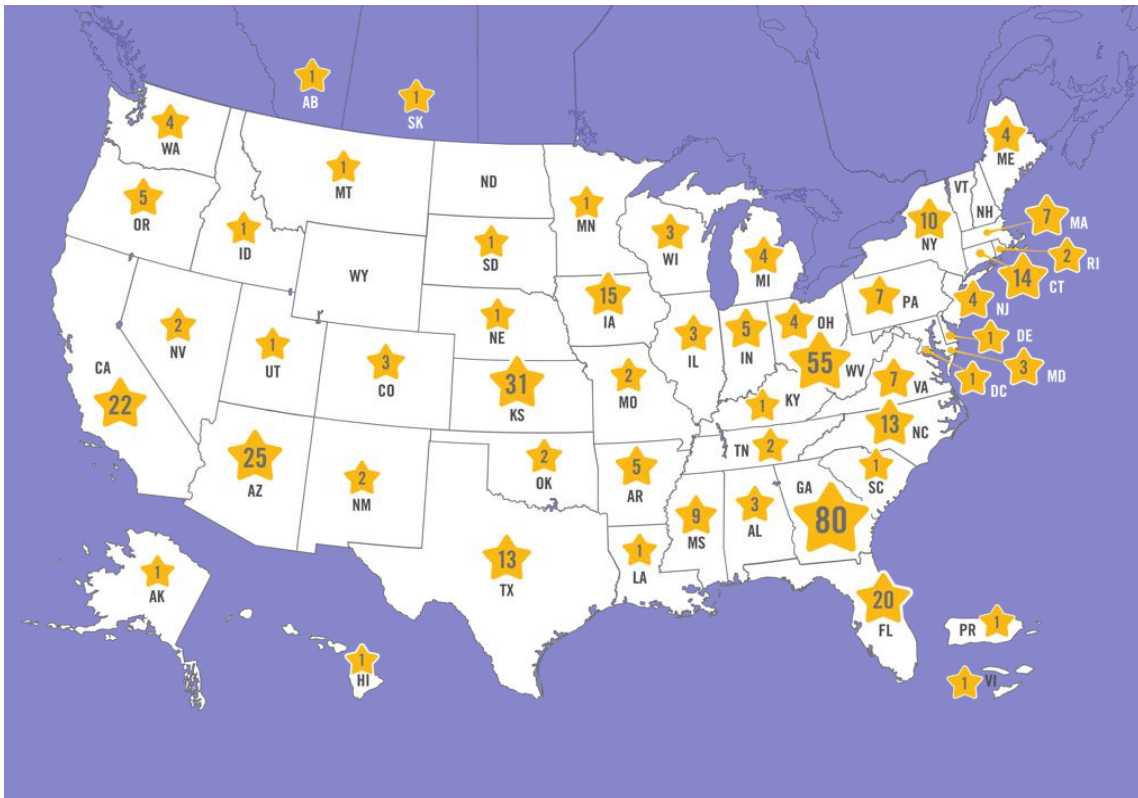 1
AB
1
SK
4
WA
1
MT
ND
1
MN
4
ME
VT
NH
5
OR
1
ID
1
SD
3
WI
4
MI
10
NY
7
MA
2
RI
14
CT
WY
15
IA
7
PA
4
NJ
2
NV
1
UT
1
NE
3
IL
5
IN
4
OH
1
DE
3
MD
1
DC
CA
22
3
CO
31
KS
2
MO
55
WV
7
VA
1
KY
13
NC
25
AZ
2
NM
2
OK
5
AR
TN
2
1
SC
GA
80
9
MS
3
AL
13
TX
1
LA
1
AK
20
FL
PR
1
1
HI
1
VI